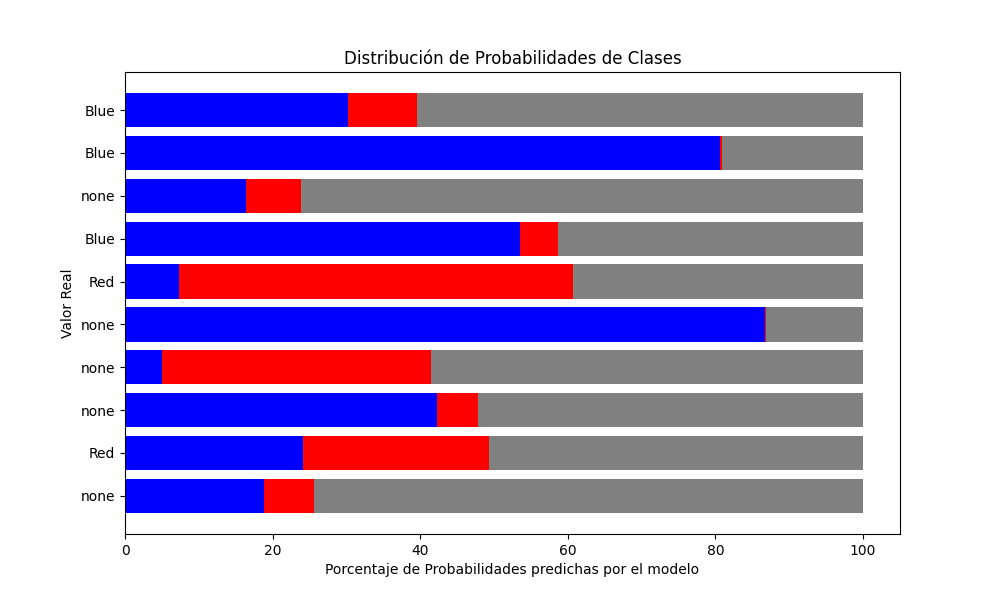 Distribución de Probabilidades de Clases
Valor Real
Blue
Blue
none
Blue
Red
none
none
none
Red
none
0 20 40 60 80 100
Porcentaje de Probabilidades predichas por el modelo